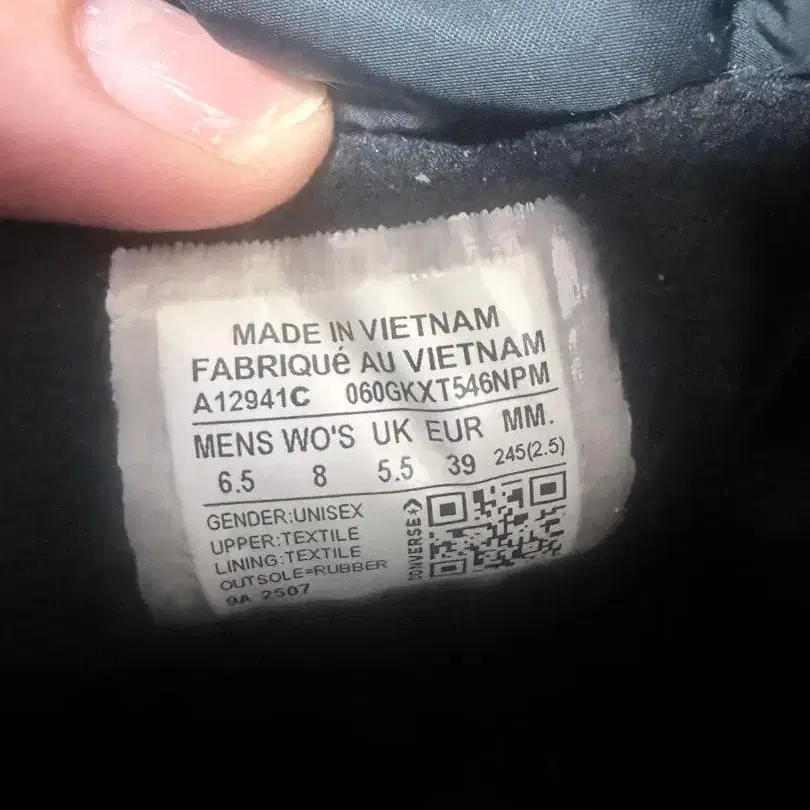 MADE IN VIETNAM
FABRIQUé AU VIETNAM
A12941C 060GKXT546NPM
MENS WO'S UK EUR MM.
6.5 8 5.5 39 245(2.5)
GENDER:UNISEX
UPPER:TEXTILE
LINING:TEXTILE
OUTSOLE=RUBBER
9A 2507
CONVERSE